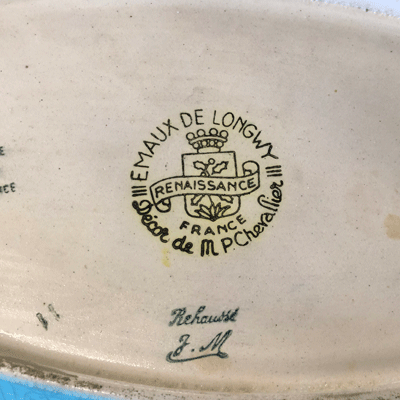 EMAUX DE LONGWY
RENAISSANCE
FRANCE
Décor de M P. Chevallier
Rehaussé
J. M